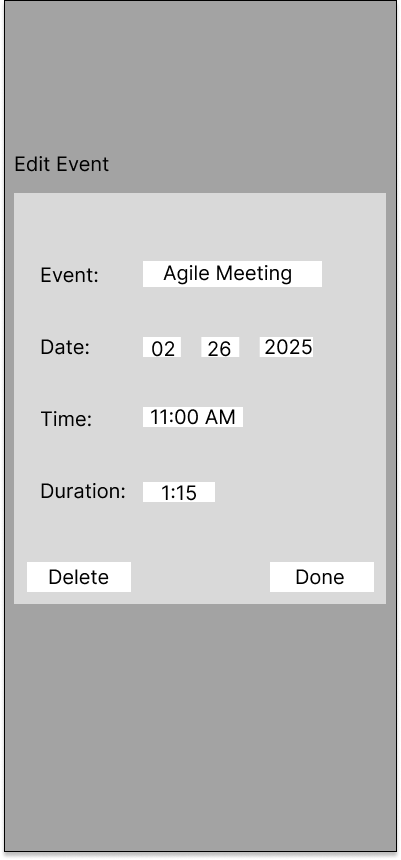 Edit Event
Event: Agile Meeting
Date: 02 26 2025
Time: 11:00 AM
Duration: 1:15
Delete Done